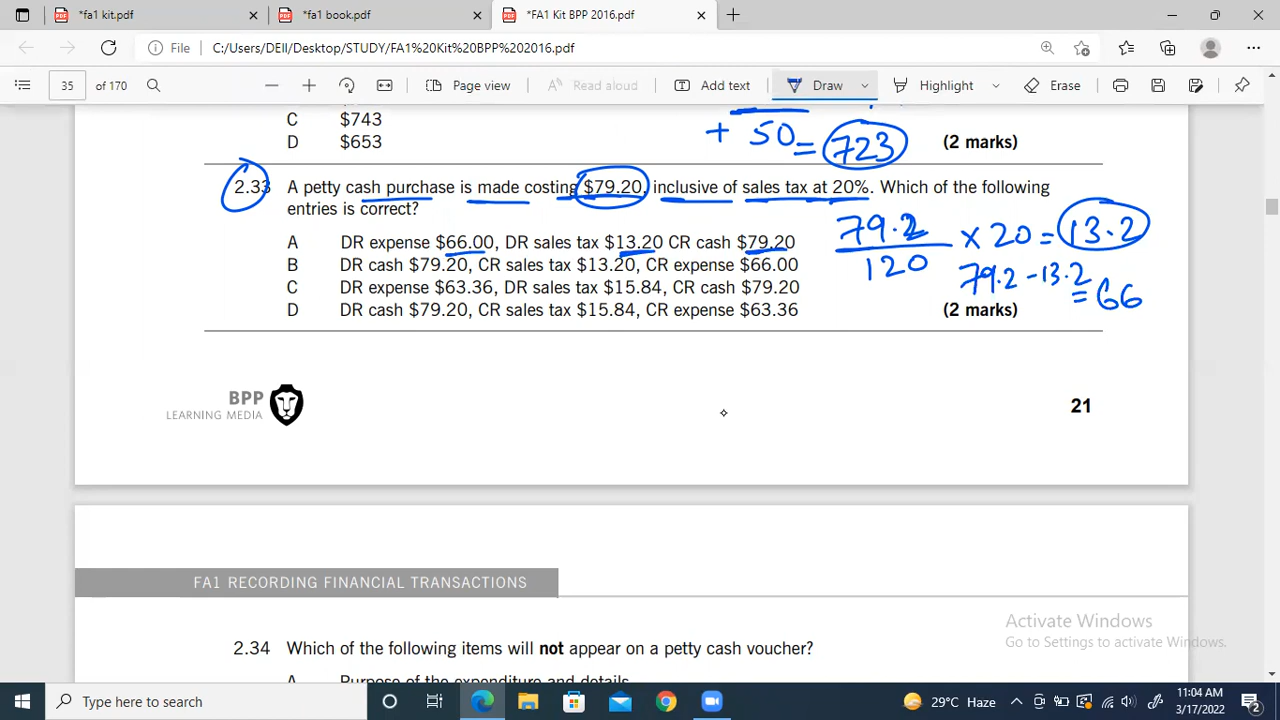 *fa1 kit.pdf
*fa1 book.pdf
*FA1 Kit BPP 2016.pdf
File C:/Users/DEll/Desktop/STUDY/FA1%20Kit%20BPP%202016.pdf
35 of 170
Page view
Read aloud
Add text
Draw
Highlight
Erase
C $743
D $653 (2 marks)
+ 50 = 723
2.33 A petty cash purchase is made costing $79.20, inclusive of sales tax at 20%. Which of the following
entries is correct?
A DR expense $66.00, DR sales tax $13.20 CR cash $79.20
B DR cash $79.20, CR sales tax $13.20, CR expense $66.00
C DR expense $63.36, DR sales tax $15.84, CR cash $79.20
D DR cash $79.20, CR sales tax $15.84, CR expense $63.36 (2 marks)
79.2
120
× 20 = 13.2
79.2 - 13.2
= 66
BPP
LEARNING MEDIA
21
FA1 RECORDING FINANCIAL TRANSACTIONS
2.34 Which of the following items will not appear on a petty cash voucher?
A Purpose of the expenditure and details
Activate Windows
Go to Settings to activate Windows.
Type here to search
29°C Haze
11:04 AM
3/17/2022
2